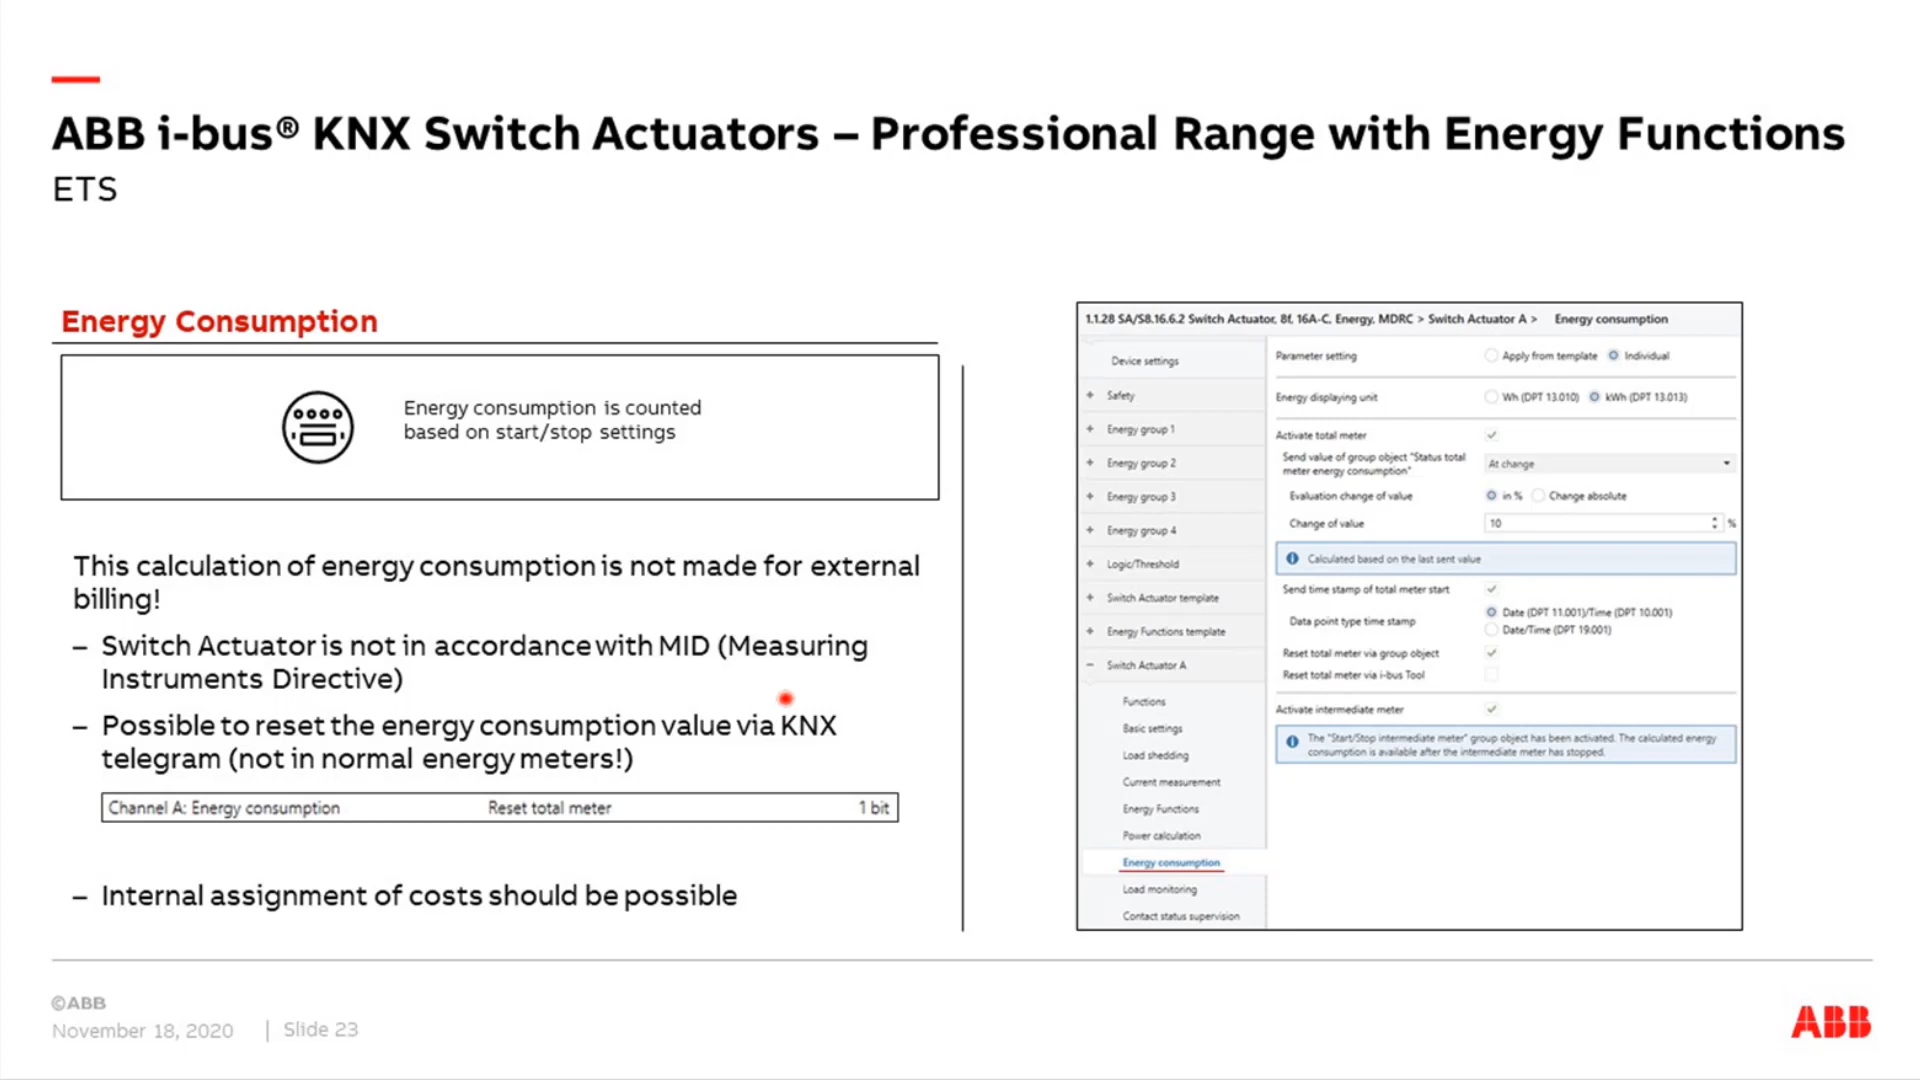 ABB i-bus® KNX Switch Actuators – Professional Range with Energy Functions
ETS
Energy Consumption
Energy consumption is counted
based on start/stop settings
This calculation of energy consumption is not made for external
billing!
– Switch Actuator is not in accordance with MID (Measuring
Instruments Directive)
– Possible to reset the energy consumption value via KNX
telegram (not in normal energy meters!)
Channel A: Energy consumption Reset total meter 1 bit
– Internal assignment of costs should be possible
1.1.28 SA/S8.16.6.2 Switch Actuator, 8f, 16A-C, Energy, MDRC > Switch Actuator A > Energy consumption
Device settings
+ Safety
+ Energy group 1
+ Energy group 2
+ Energy group 3
+ Energy group 4
+ Logic/Threshold
+ Switch Actuator template
+ Energy Functions template
– Switch Actuator A
Functions
Basic settings
Load shedding
Current measurement
Energy Functions
Power calculation
Energy consumption
Load monitoring
Contact status supervision
Parameter setting Apply from template Individual
Energy displaying unit Wh (DPT 13.010) kWh (DPT 13.013)
Activate total meter
Send value of group object "Status total
meter energy consumption" At change
Evaluation change of value in % Change absolute
Change of value 10 %
Calculated based on the last sent value
Send time stamp of total meter start
Data point type time stamp Date (DPT 11.001)/Time (DPT 10.001)
Date/Time (DPT 19.001)
Reset total meter via group object
Reset total meter via i-bus Tool
Activate intermediate meter
The "Start/Stop intermediate meter" group object has been activated. The calculated energy
consumption is available after the intermediate meter has stopped.
©ABB
November 18, 2020 | Slide 23
ABB